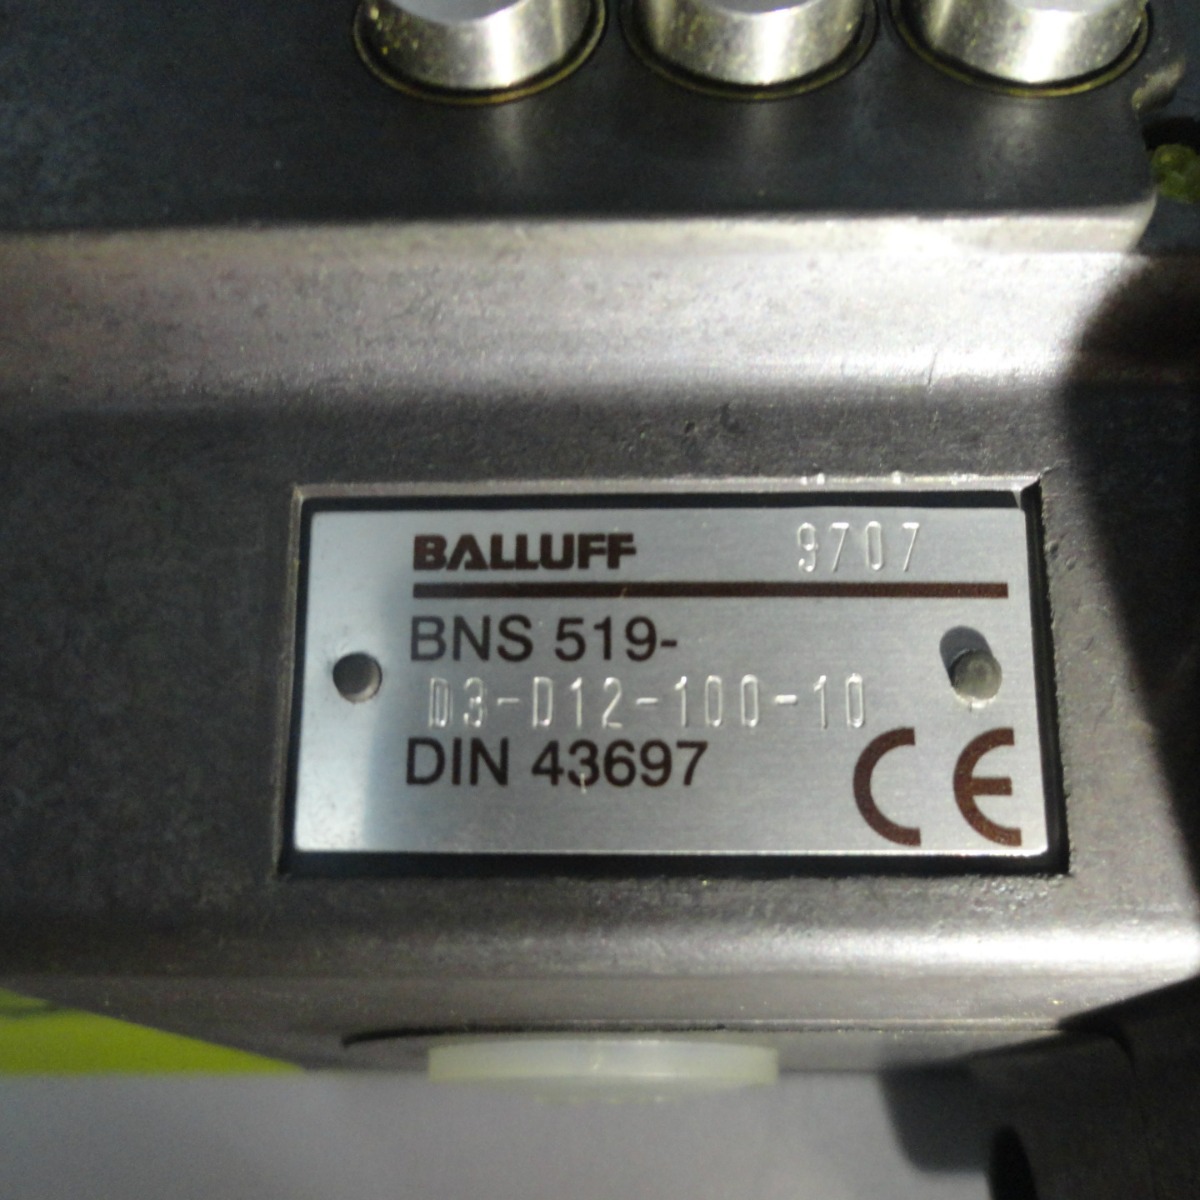 BALLUFF 9707
BNS 519-
D3-D12-100-10
DIN 43697
CE